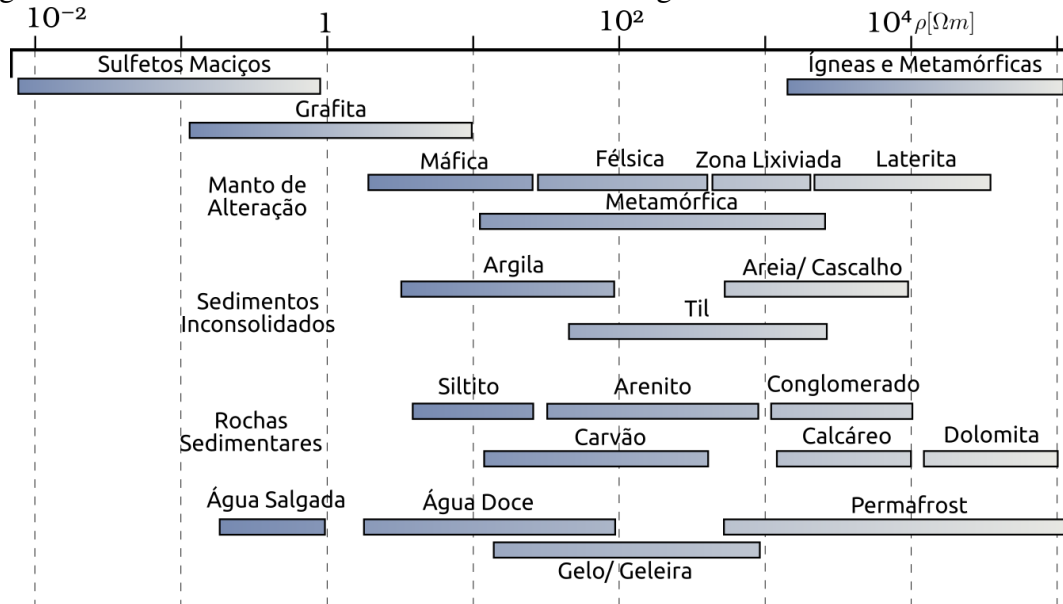 10⁻² 1 10² 10⁴ ρ[Ωm]
Sulfetos Maciços Ígneas e Metamórficas
Grafita
Máfica Félsica Zona Lixiviada Laterita
Manto de
Alteração
Metamórfica
Argila Areia/ Cascalho
Sedimentos
Inconsolidados
Til
Siltito Arenito Conglomerado
Rochas
Sedimentares
Carvão Calcáreo Dolomita
Água Salgada Água Doce Permafrost
Gelo/ Geleira